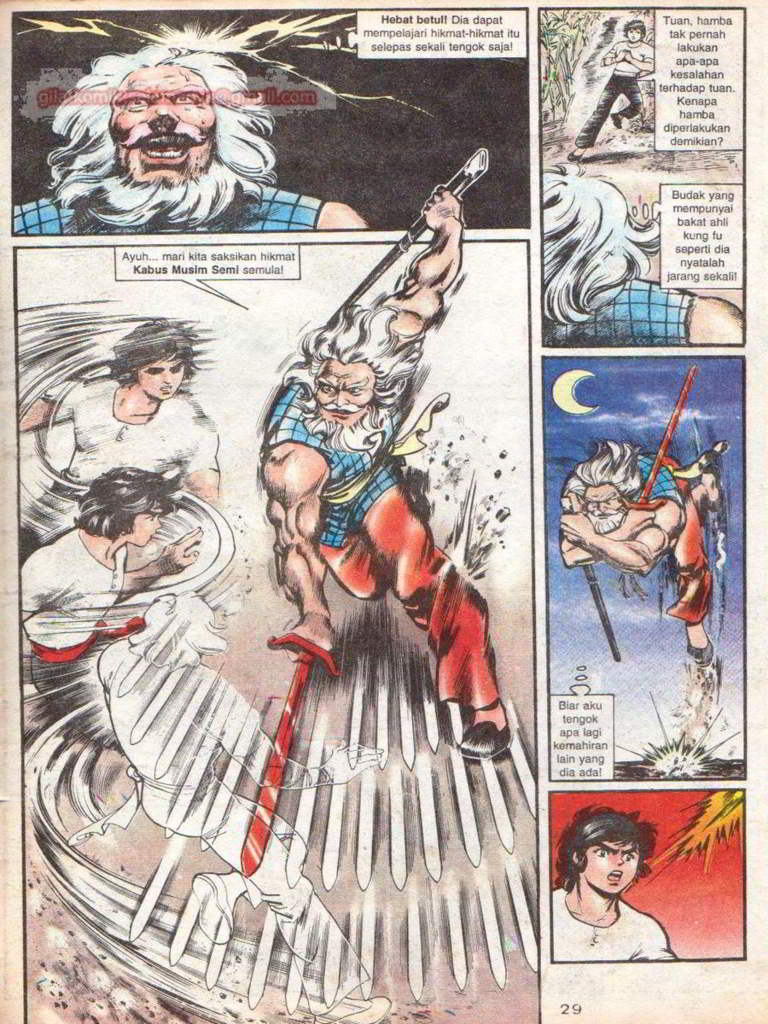 Hebat betul! Dia dapat
mempelajari hikmat-hikmat itu
selepas sekali tengok saja!
Tuan, hamba
tak pernah
lakukan
apa-apa
kesalahan
terhadap tuan.
Kenapa
hamba
diperlakukan
demikian?
Budak yang
mempunyai
bakat ahli
kung fu
seperti dia
nyatalah
jarang sekali!
Ayuh... mari kita saksikan hikmat
Kabus Musim Semi semula!
Biar aku
tengok
apa lagi
kemahiran
lain yang
dia ada!
29